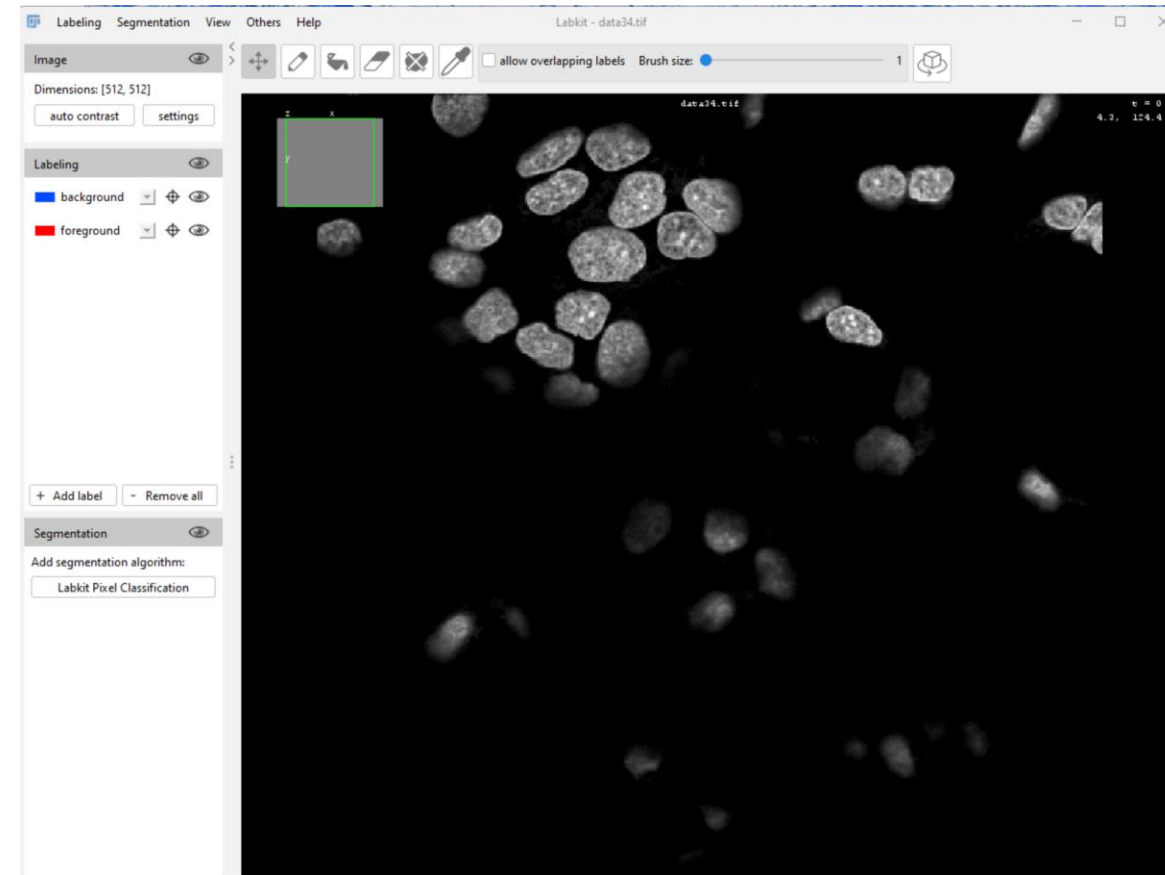 Labeling Segmentation View Others Help Labkit - data34.tif
Image
Dimensions: [512, 512]
auto contrast settings
Labeling
background
foreground
+ Add label - Remove all
Segmentation
Add segmentation algorithm:
Labkit Pixel Classification
allow overlapping labels Brush size: 1
z x
y
data34.tif
t = 0